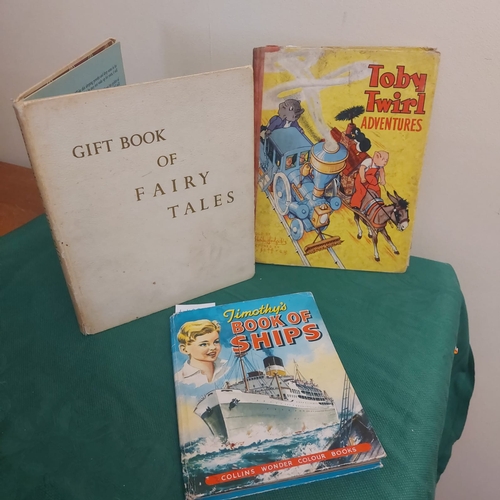 GIFT BOOK
OF
FAIRY
TALES
Toby
Twirl
ADVENTURES
Timothy's
BOOK OF
SHIPS
COLLINS WONDER COLOUR BOOKS